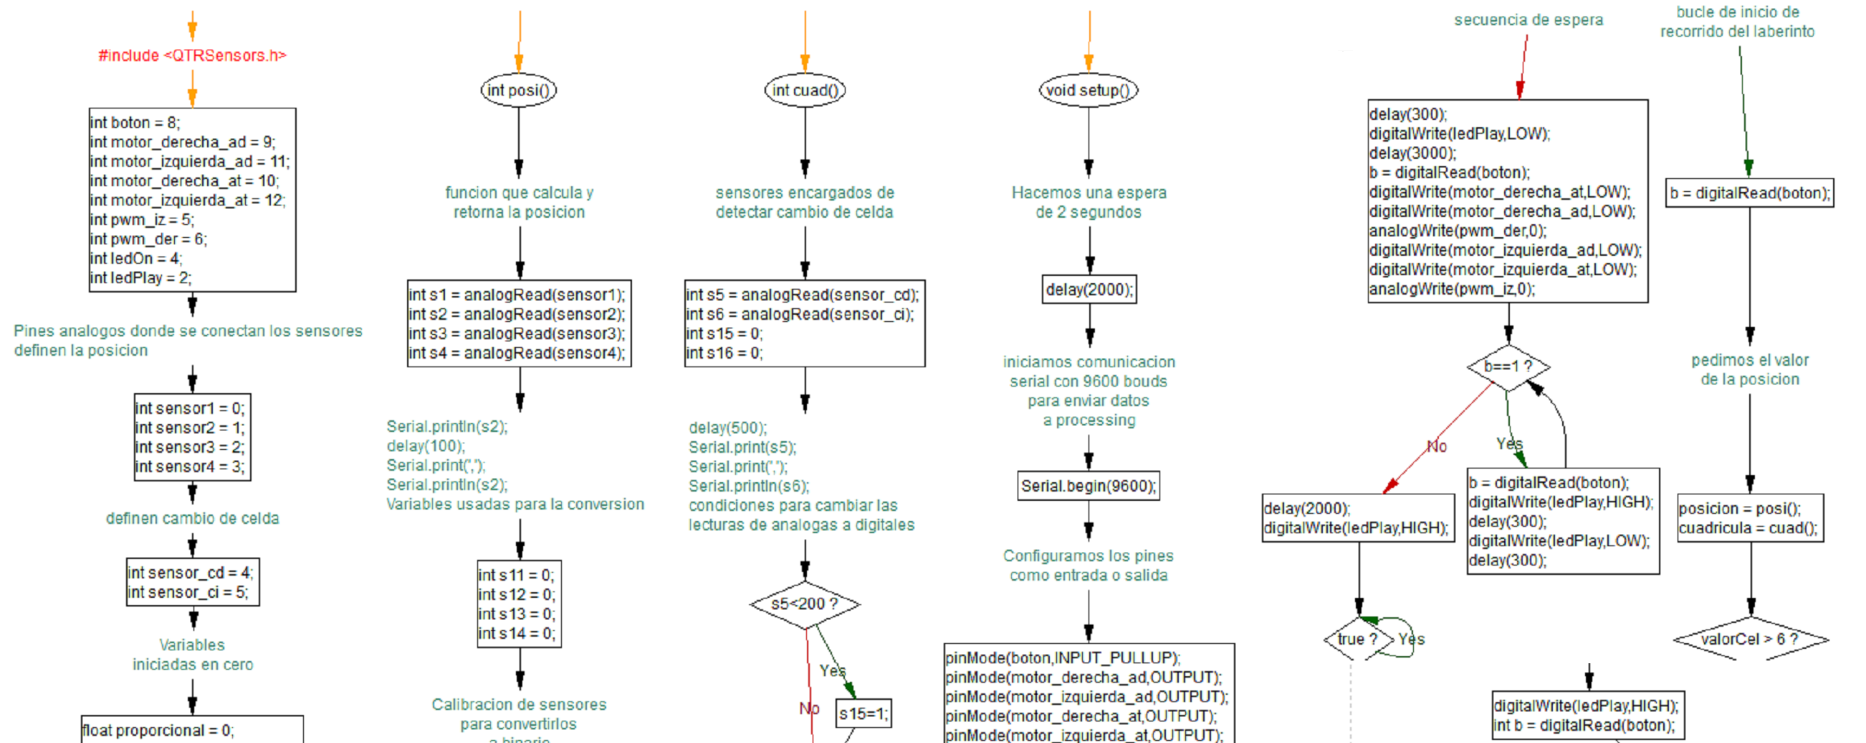 #include <QTRSensors.h>
int boton = 8;
int motor_derecha_ad = 9;
int motor_izquierda_ad = 11;
int motor_derecha_at = 10;
int motor_izquierda_at = 12;
int pwm_iz = 5;
int pwm_der = 6;
int ledOn = 4;
int ledPlay = 2;
Pines analogos donde se conectan los sensores
definen la posicion
int sensor1 = 0;
int sensor2 = 1;
int sensor3 = 2;
int sensor4 = 3;
definen cambio de celda
int sensor_cd = 4;
int sensor_ci = 5;
Variables
iniciadas en cero
float proporcional = 0;
int posi()
funcion que calcula y
retorna la posicion
int s1 = analogRead(sensor1);
int s2 = analogRead(sensor2);
int s3 = analogRead(sensor3);
int s4 = analogRead(sensor4);
Serial.println(s2);
delay(100);
Serial.print(',');
Serial.println(s2);
Variables usadas para la conversion
int s11 = 0;
int s12 = 0;
int s13 = 0;
int s14 = 0;
Calibracion de sensores
para convertirlos
a binario
int cuad()
sensores encargados de
detectar cambio de celda
int s5 = analogRead(sensor_cd);
int s6 = analogRead(sensor_ci);
int s15 = 0;
int s16 = 0;
delay(500);
Serial.print(s5);
Serial.print(',');
Serial.println(s6);
condiciones para cambiar las
lecturas de analogas a digitales
s5<200 ?
Yes
No
s15=1;
void setup()
Hacemos una espera
de 2 segundos
delay(2000);
iniciamos comunicacion
serial con 9600 bouds
para enviar datos
a processing
Serial.begin(9600);
Configuramos los pines
como entrada o salida
pinMode(boton,INPUT_PULLUP);
pinMode(motor_derecha_ad,OUTPUT);
pinMode(motor_izquierda_ad,OUTPUT);
pinMode(motor_derecha_at,OUTPUT);
pinMode(motor_izquierda_at,OUTPUT);
secuencia de espera
delay(300);
digitalWrite(ledPlay,LOW);
delay(3000);
b = digitalRead(boton);
digitalWrite(motor_derecha_at,LOW);
digitalWrite(motor_derecha_ad,LOW);
analogWrite(pwm_der,0);
digitalWrite(motor_izquierda_ad,LOW);
digitalWrite(motor_izquierda_at,LOW);
analogWrite(pwm_iz,0);
b==1 ?
No
Yes
delay(2000);
digitalWrite(ledPlay,HIGH);
b = digitalRead(boton);
digitalWrite(ledPlay,HIGH);
delay(300);
digitalWrite(ledPlay,LOW);
delay(300);
true ?
Yes
digitalWrite(ledPlay,HIGH);
int b = digitalRead(boton);
bucle de inicio de
recorrido del laberinto
b = digitalRead(boton);
pedimos el valor
de la posicion
posicion = posi();
cuadricula = cuad();
valorCel > 6 ?